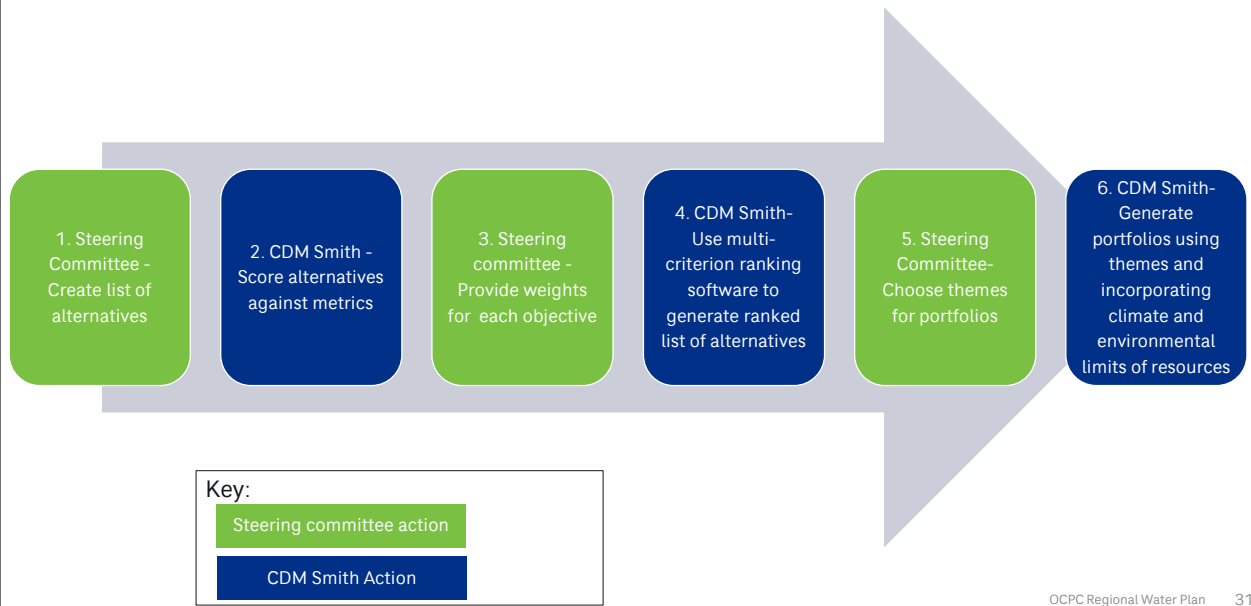 1. Steering
Committee -
Create list of
alternatives
2. CDM Smith -
Score alternatives
against metrics
3. Steering
committee -
Provide weights
for each objective
4. CDM Smith-
Use multi-
criterion ranking
software to
generate ranked
list of alternatives
5. Steering
Committee-
Choose themes
for portfolios
6. CDM Smith-
Generate
portfolios using
themes and
incorporating
climate and
environmental
limits of resources
Key:
Steering committee action
CDM Smith Action
OCPC Regional Water Plan 31